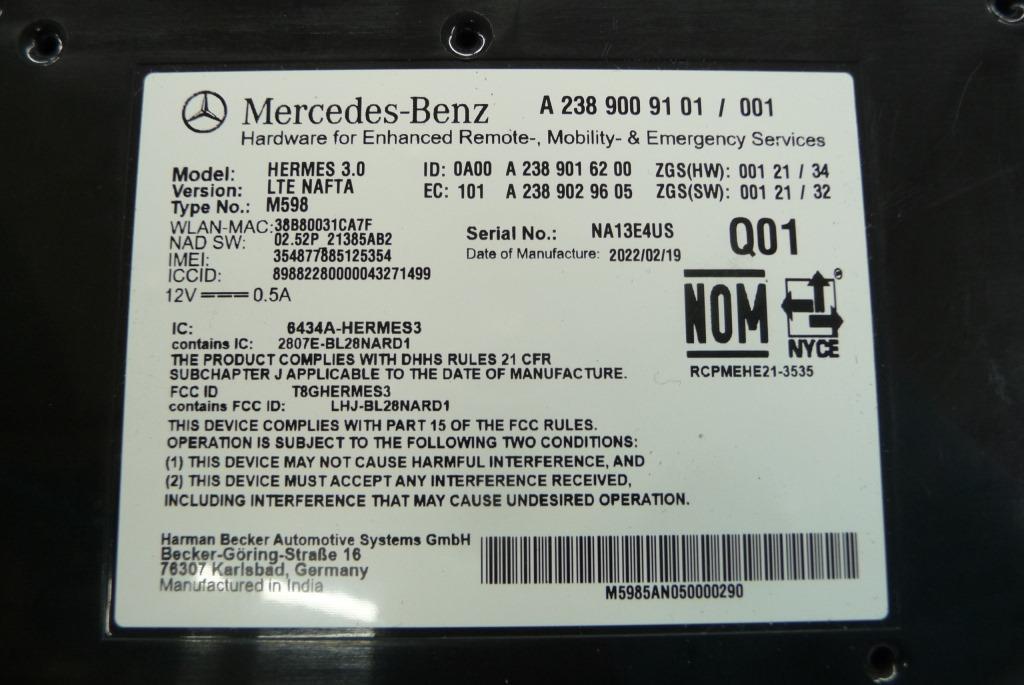 Mercedes-Benz A 238 900 91 01 / 001
Hardware for Enhanced Remote-, Mobility- & Emergency Services
Model: HERMES 3.0 ID: 0A00 A 238 901 62 00 ZGS(HW): 001 21 / 34
Version: LTE NAFTA EC: 101 A 238 902 96 05 ZGS(SW): 001 21 / 32
Type No.: M598
WLAN-MAC: 38B80031CA7F Serial No.: NA13E4US Q01
NAD SW: 02.52P_21385AB2 Date of Manufacture: 2022/02/19
IMEI: 354877885125354
ICCID: 89882280000043271499
12V 0.5A
NOM NYCE
IC: 6434A-HERMES3
contains IC: 2807E-BL28NARD1
THE PRODUCT COMPLIES WITH DHHS RULES 21 CFR
SUBCHAPTER J APPLICABLE TO THE DATE OF MANUFACTURE. RCPMEHE21-3535
FCC ID T8GHERMES3
contains FCC ID: LHJ-BL28NARD1
THIS DEVICE COMPLIES WITH PART 15 OF THE FCC RULES.
OPERATION IS SUBJECT TO THE FOLLOWING TWO CONDITIONS:
(1) THIS DEVICE MAY NOT CAUSE HARMFUL INTERFERENCE, AND
(2) THIS DEVICE MUST ACCEPT ANY INTERFERENCE RECEIVED,
INCLUDING INTERFERENCE THAT MAY CAUSE UNDESIRED OPERATION.
Harman Becker Automotive Systems GmbH
Becker-Göring-Straße 16
76307 Karlsbad, Germany
Manufactured in India
M5985AN050000290